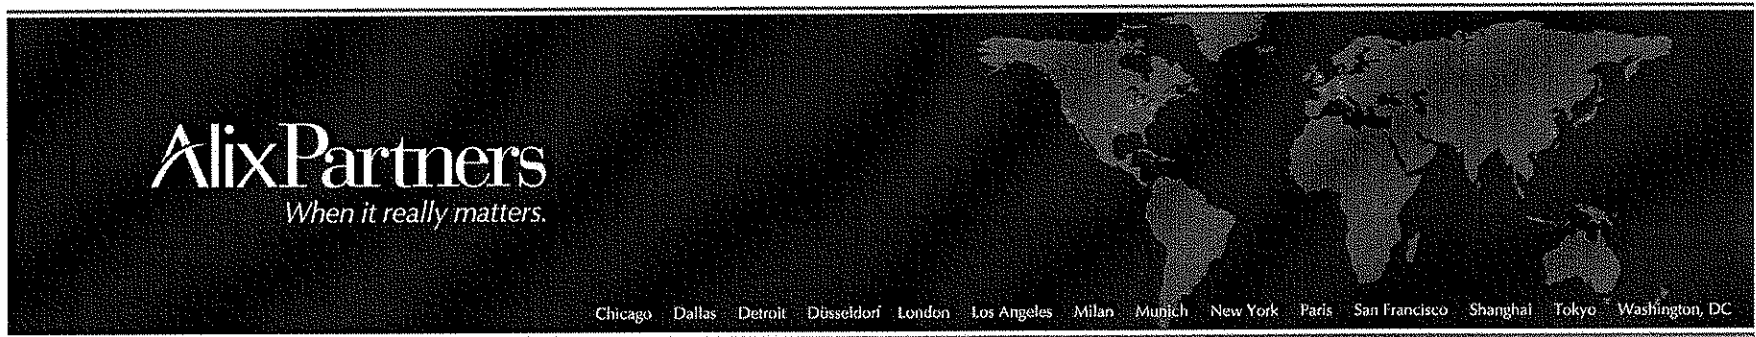 AlixPartners
When it really matters.
Chicago Dallas Detroit Düsseldorf London Los Angeles Milan Munich New York Paris San Francisco Shanghai Tokyo Washington, DC